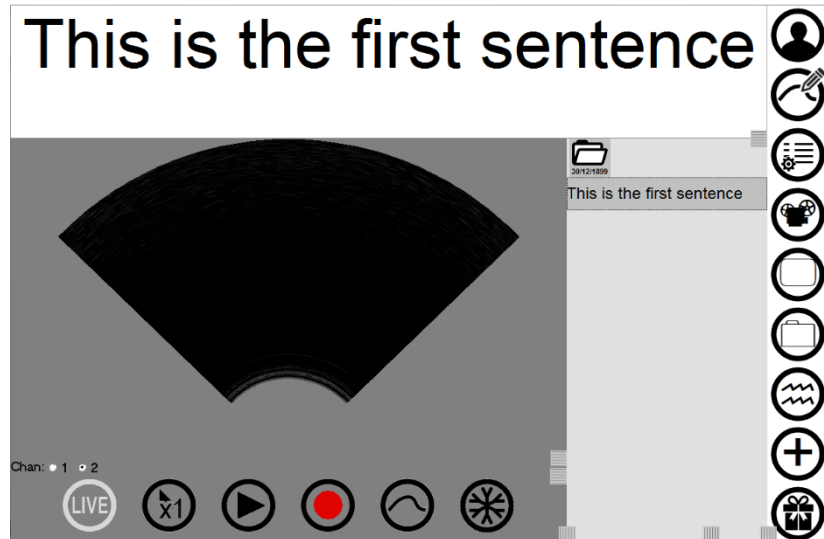 This is the first sentence
30/12/1899
This is the first sentence
Chan: 1 2
LIVE
x1